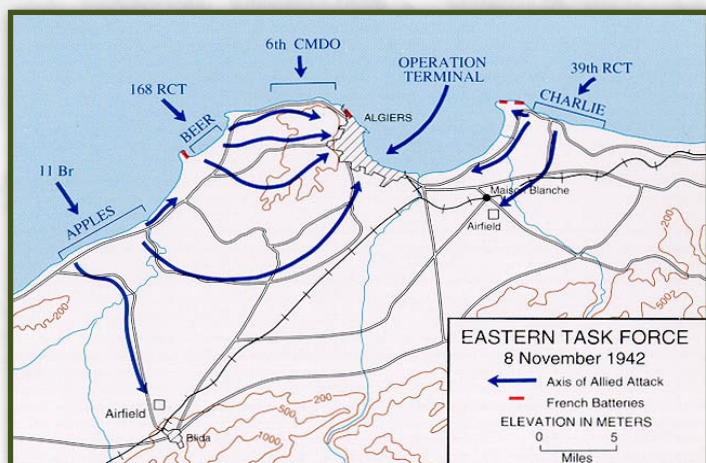 6th CMDO
OPERATION
TERMINAL
39th RCT
168 RCT
BEER
ALGIERS
CHARLIE
11 Br
APPLES
Maison Blanche
Airfield
200
500
200
EASTERN TASK FORCE
8 November 1942
Axis of Allied Attack
French Batteries
ELEVATION IN METERS
0 5
Miles
Airfield
Blida
200
500
1000